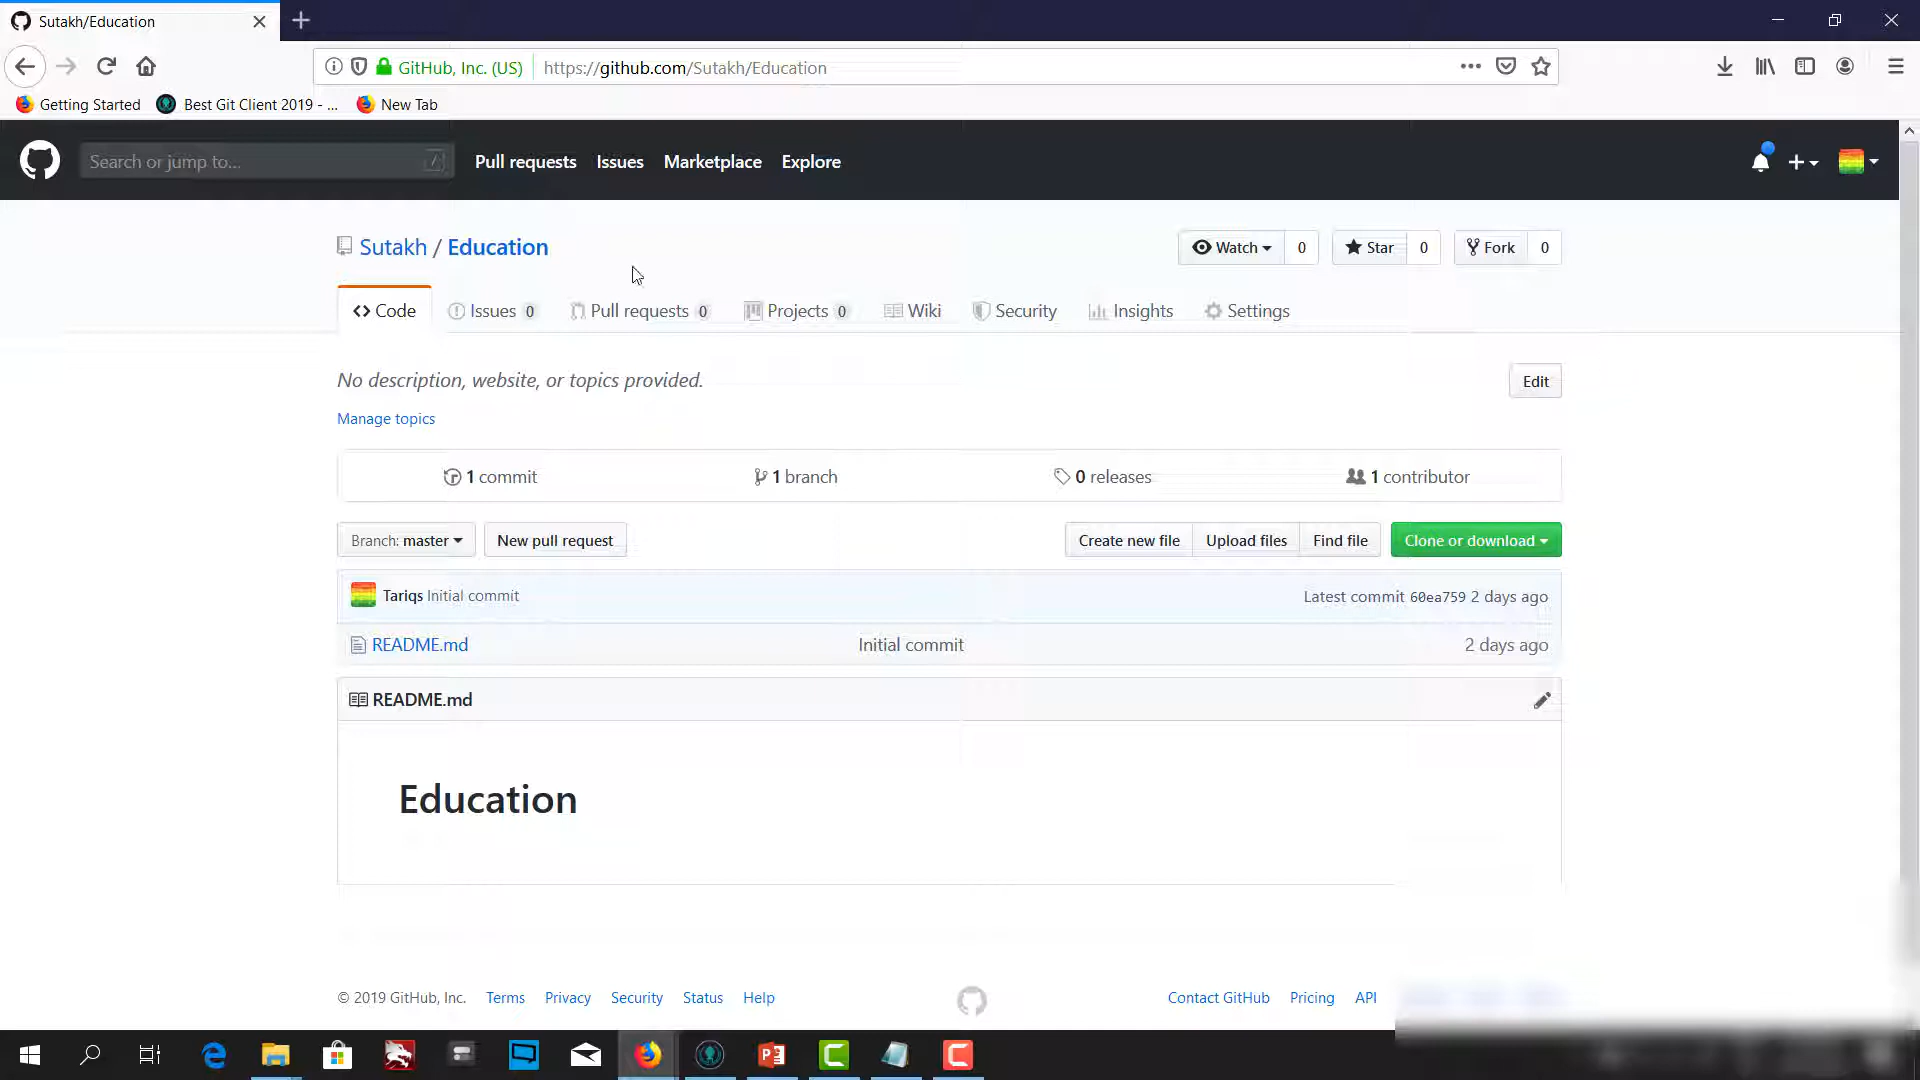 Sutakh/Education
GitHub, Inc. (US) https://github.com/Sutakh/Education
Getting Started Best Git Client 2019 - ... New Tab
Search or jump to... / Pull requests Issues Marketplace Explore
Sutakh / Education Watch 0 Star 0 Fork 0
Code Issues 0 Pull requests 0 Projects 0 Wiki Security Insights Settings
No description, website, or topics provided. Edit
Manage topics
1 commit 1 branch 0 releases 1 contributor
Branch: master New pull request Create new file Upload files Find file Clone or download
Tariqs Initial commit Latest commit 60ea759 2 days ago
README.md Initial commit 2 days ago
README.md
Education
© 2019 GitHub, Inc. Terms Privacy Security Status Help Contact GitHub Pricing API